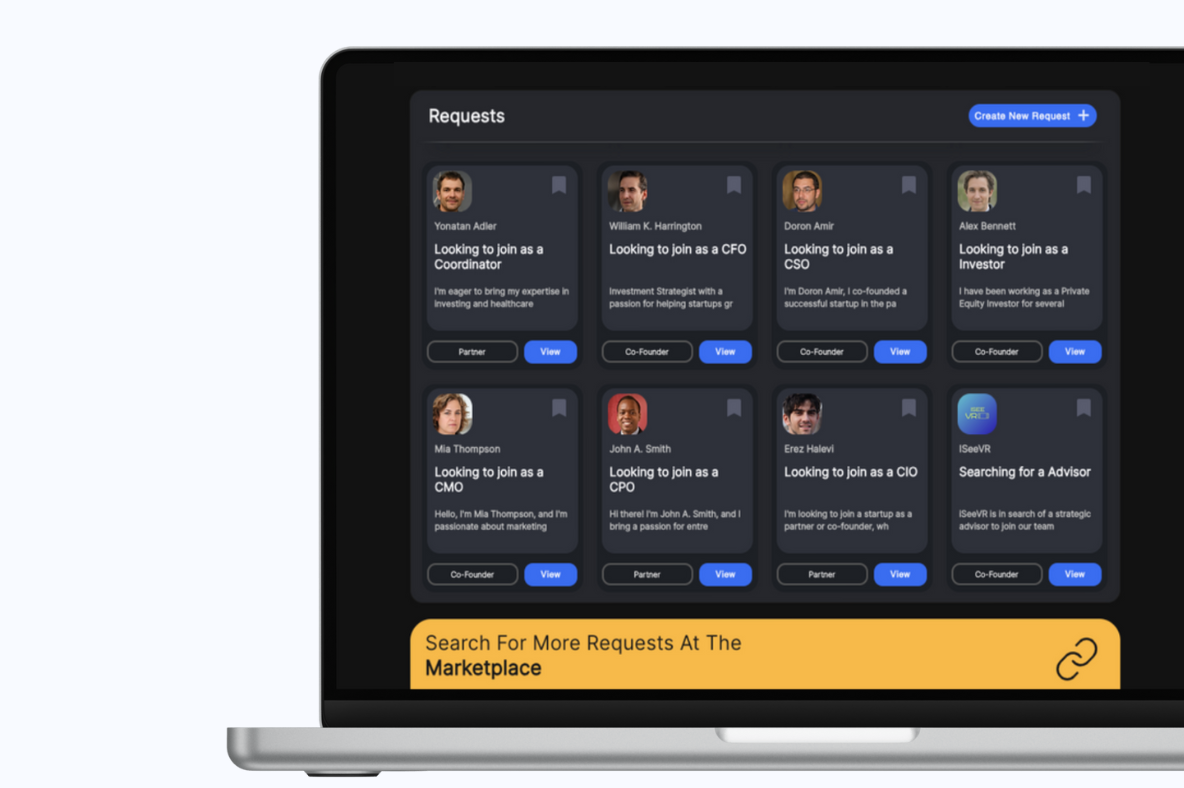 Requests
Create New Request
Yonatan Adler
Looking to join as a
Coordinator
I'm eager to bring my expertise in
investing and healthcare
Partner
View
William K. Harrington
Looking to join as a CFO
Investment Strategist with a
passion for helping startups gr
Co-Founder
View
Doron Amir
Looking to join as a
CSO
I'm Doron Amir, I co-founded a
successful startup in the pa
Co-Founder
View
Alex Bennett
Looking to join as a
Investor
I have been working as a Private
Equity Investor for several
Co-Founder
View
Mia Thompson
Looking to join as a
CMO
Hello, I'm Mia Thompson, and I'm
passionate about marketing
Co-Founder
View
John A. Smith
Looking to join as a
CPO
Hi there! I'm John A. Smith, and I
bring a passion for entre
Partner
View
Erez Halevi
Looking to join as a CIO
I'm looking to join a startup as a
partner or co-founder, wh
Partner
View
ISEE
VR
ISeeVR
Searching for a Advisor
ISeeVR is in search of a strategic
advisor to join our team
Co-Founder
View
Search For More Requests At The
Marketplace